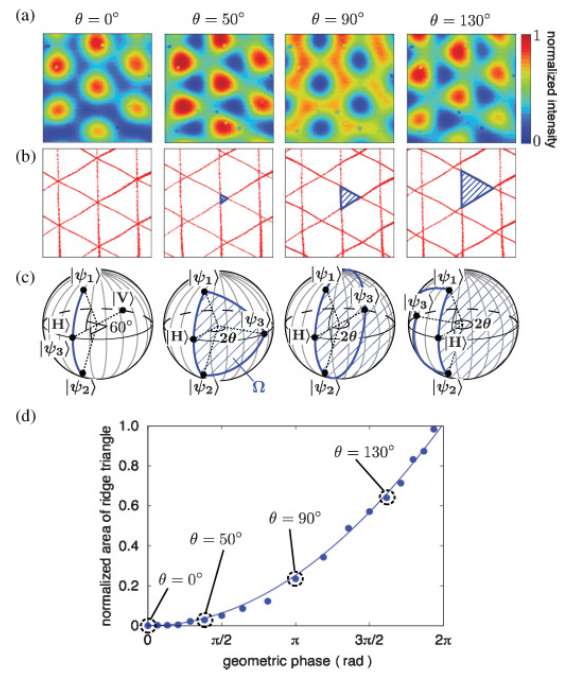 (a)
θ = 0°
θ = 50°
θ = 90°
θ = 130°
1
normalized intensity
0
(b)
(c)
|ψ₁⟩
|V⟩
|H⟩
60°
|ψ₃⟩
|ψ₂⟩
|ψ₁⟩
|ψ₃⟩
|H⟩
2θ
|ψ₂⟩
Ω
|ψ₁⟩
|ψ₃⟩
|H⟩
2θ
|ψ₂⟩
|ψ₁⟩
|ψ₃⟩
2θ
|H⟩
|ψ₂⟩
(d)
normalized area of ridge triangle
1.0
0.8
0.6
0.4
0.2
0
θ = 130°
θ = 90°
θ = 50°
θ = 0°
0
π/2
π
3π/2
2π
geometric phase ( rad )